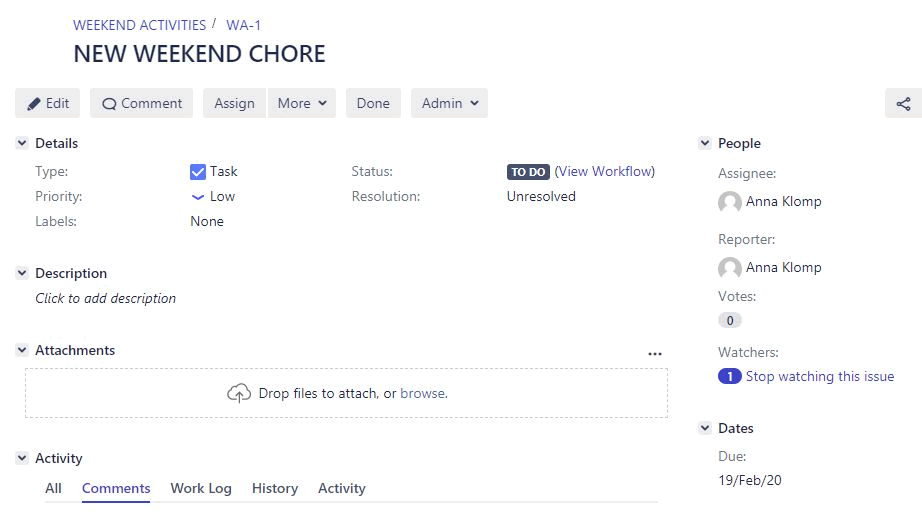 WEEKEND ACTIVITIES / WA-1
NEW WEEKEND CHORE
Edit Comment Assign More Done Admin
Details
Type: Task
Priority: Low
Labels: None
Status: TO DO (View Workflow)
Resolution: Unresolved
Description
Click to add description
Attachments
Drop files to attach, or browse.
Activity
All Comments Work Log History Activity
People
Assignee:
Anna Klomp
Reporter:
Anna Klomp
Votes:
0
Watchers:
1 Stop watching this issue
Dates
Due:
19/Feb/20